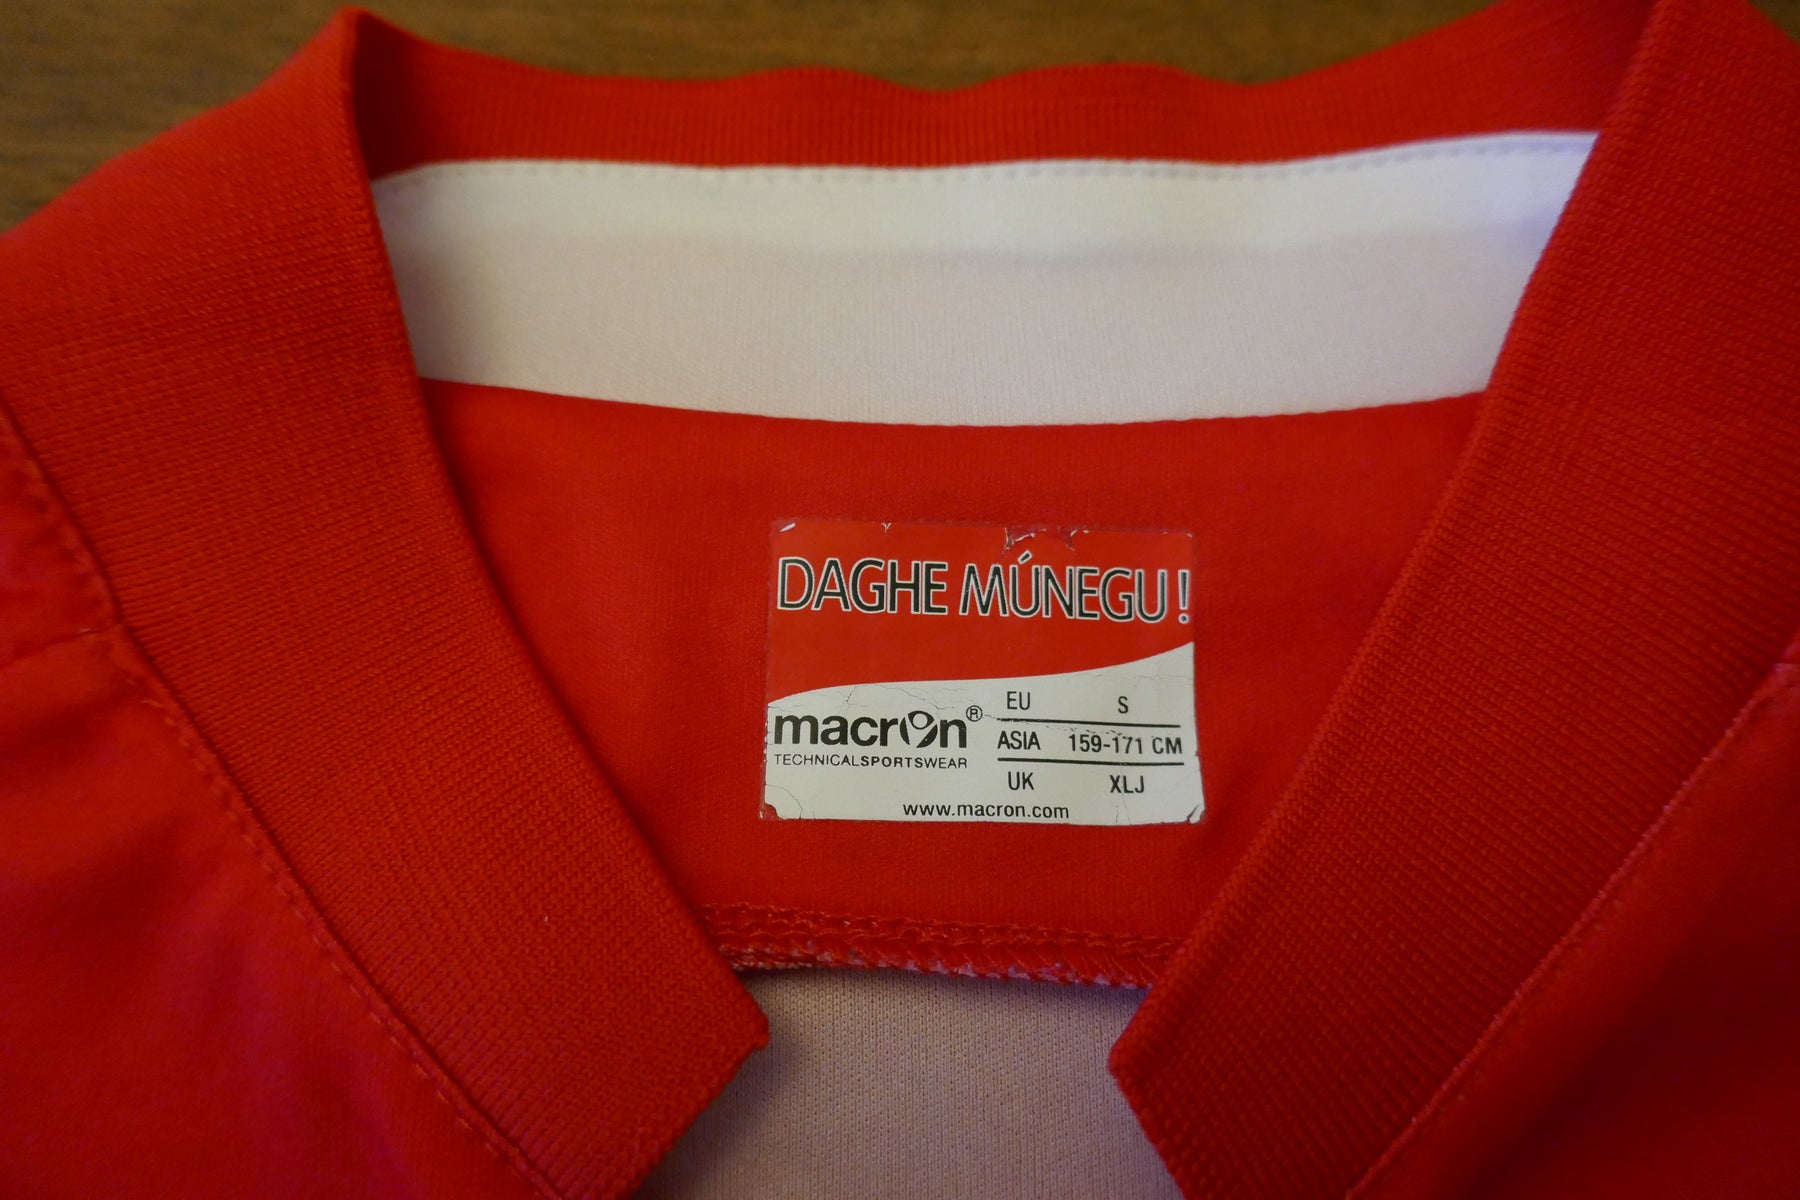 DAGHE MÚNEGU!
macron®
TECHNICALSPORTSWEAR
EU S
ASIA 159-171 CM
UK XLJ
www.macron.com